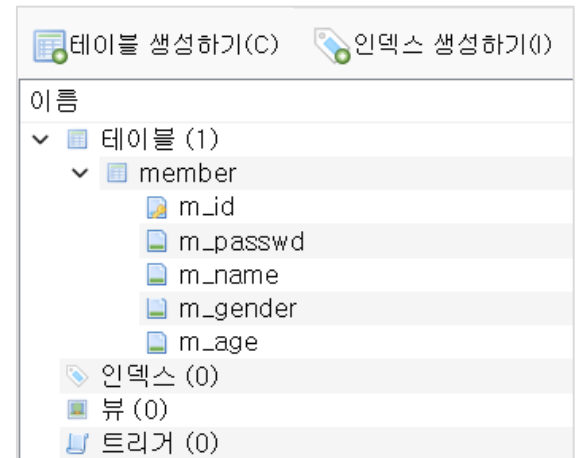 테이블 생성하기(C) 인덱스 생성하기(I)
이름
테이블 (1)
member
m_id
m_passwd
m_name
m_gender
m_age
인덱스 (0)
뷰 (0)
트리거 (0)